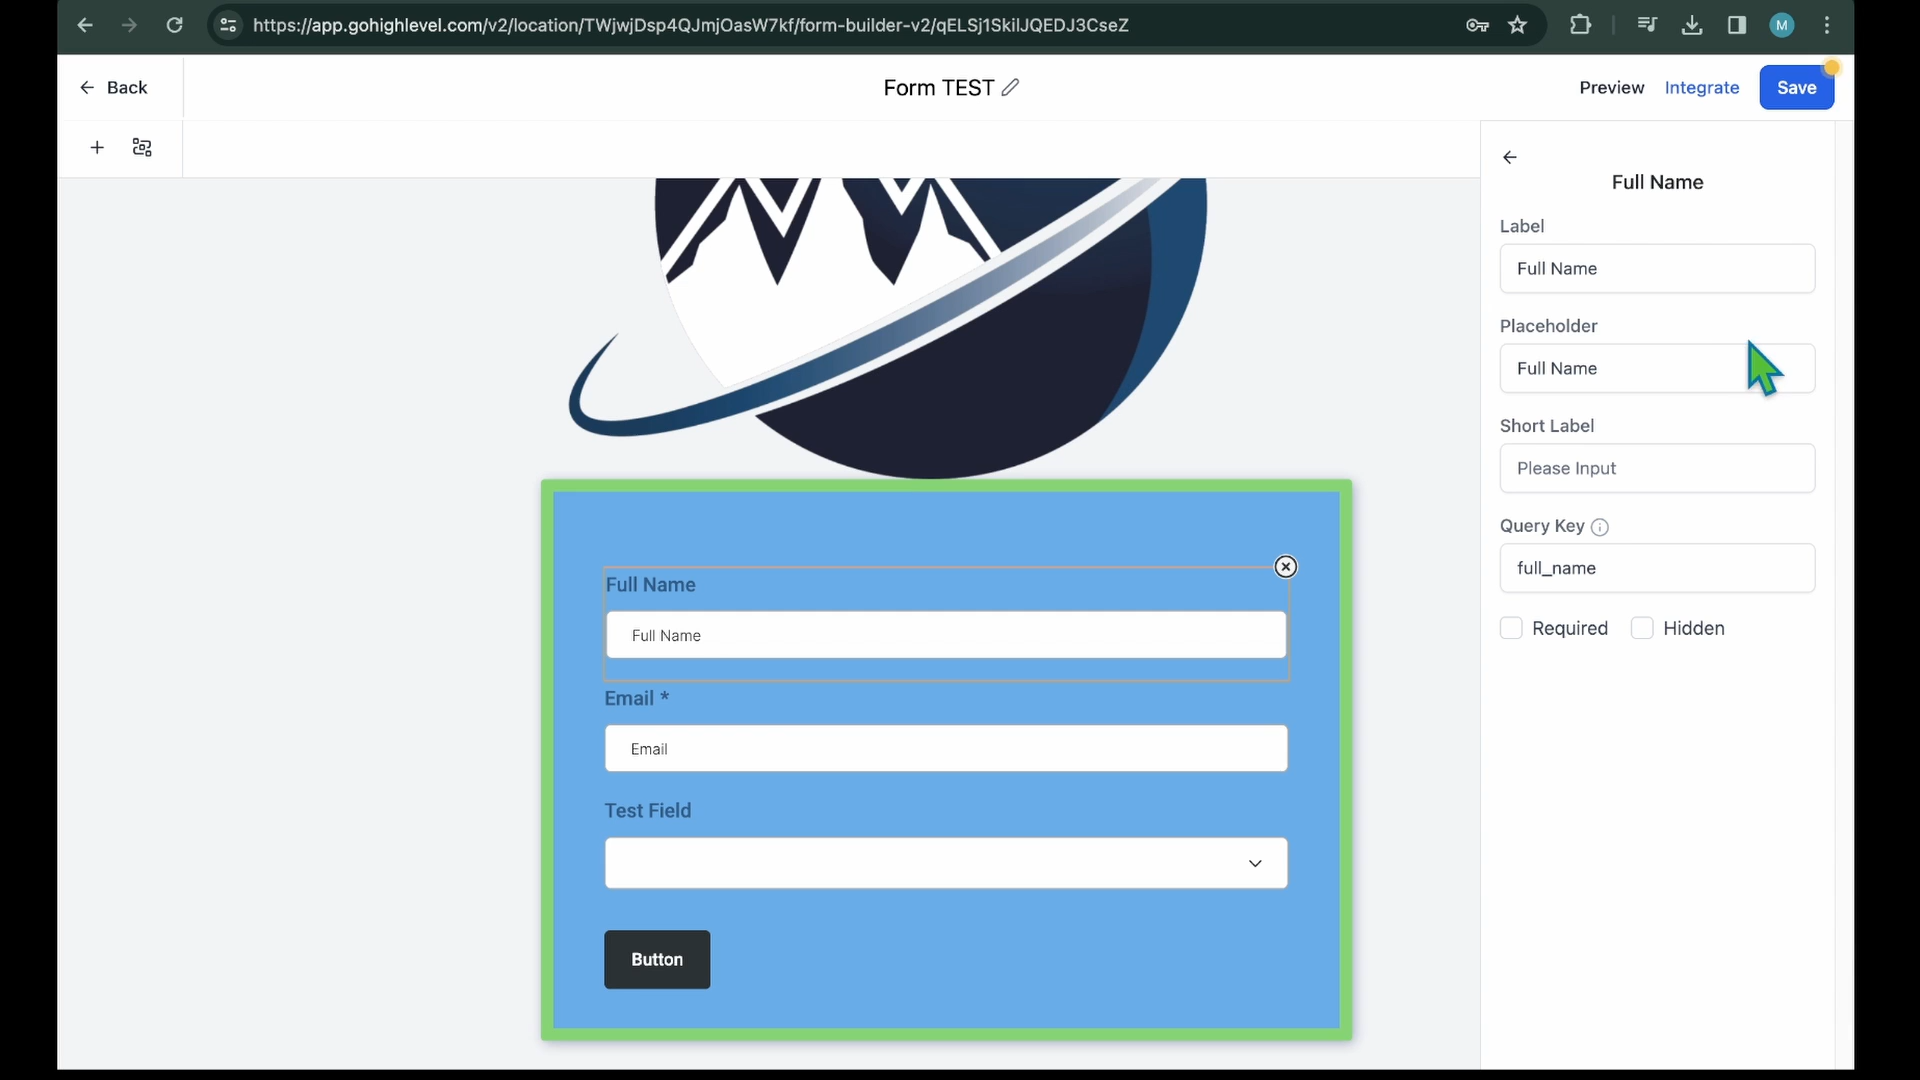 https://app.gohighlevel.com/v2/location/TWjwjDsp4QJmjOasW7kf/form-builder-v2/qELSj1SkilJQEDJ3CseZ
M
Back
Form TEST
Preview
Integrate
Save
Full Name
Label
Full Name
Placeholder
Full Name
Short Label
Please Input
Query Key
full_name
Required
Hidden
Full Name
Full Name
Email *
Email
Test Field
Button